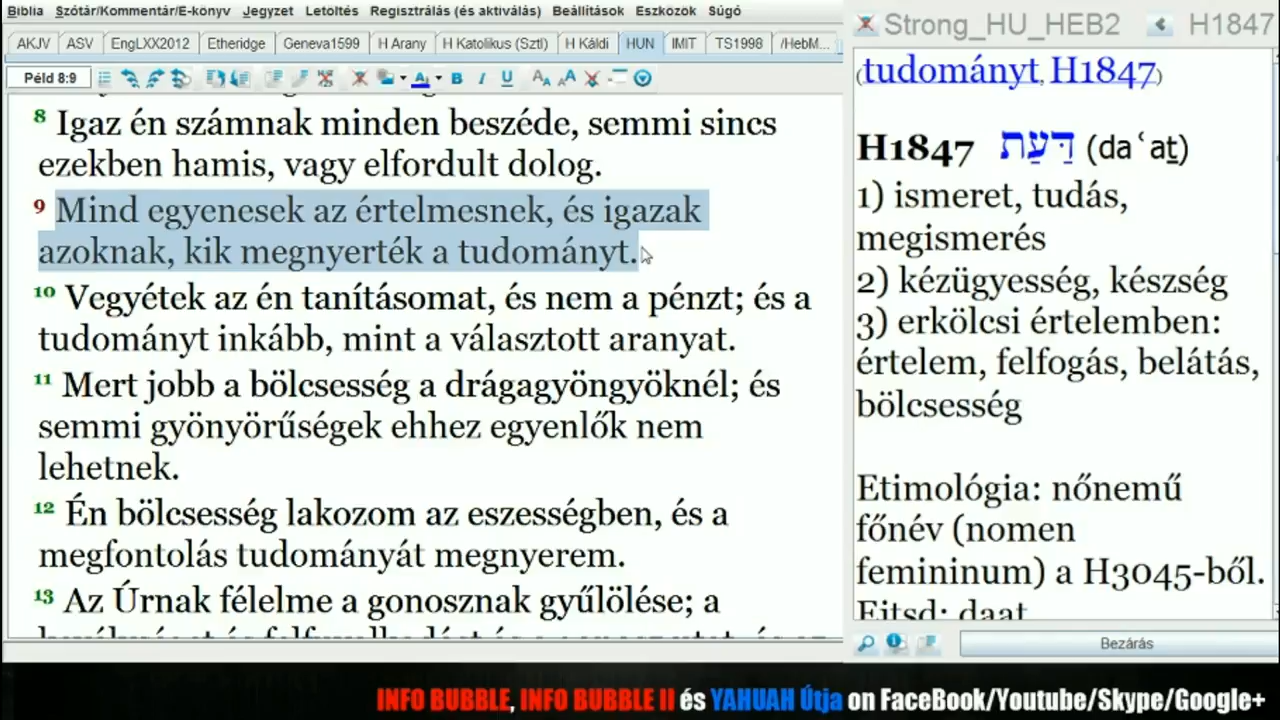 Biblia Szótár/Kommentár/E-könyv Jegyzet Letoltés Regisztrálás (és aktiválás) Beállítások Eszközök Súgó
AKJV ASV EngLXX2012 Etheridge Geneva1599 H Arany H Katolikus (Sztl) H Káldi HUN IMIT TS1998 /HebM...
Péld 8:9
8 Igaz én számnak minden beszéde, semmi sincs
ezekben hamis, vagy elfordult dolog.
9 Mind egyenesek az értelmesnek, és igazak
azoknak, kik megnyerték a tudományt.
10 Vegyétek az én tanításomat, és nem a pénzt; és a
tudományt inkább, mint a választott aranyat.
11 Mert jobb a bölcsesség a drágagyöngyöknél; és
semmi gyönyörűségek ehhez egyenlők nem
lehetnek.
12 Én bölcsesség lakozom az eszességben, és a
megfontolás tudományát megnyerem.
13 Az Úrnak félelme a gonosznak gyűlölése; a
Strong_HU_HEB2 H1847
(tudományt, H1847)
H1847 דַּעַת (daʿaṯ)
1) ismeret, tudás,
megismerés
2) kézügyesség, készség
3) erkölcsi értelemben:
értelem, felfogás, belátás,
bölcsesség
Etimológia: nőnemű
főnév (nomen
femininum) a H3045-ből.
Ejtsd: daat
Bezárás
INFO BUBBLE, INFO BUBBLE II és YAHUAH Útja on FaceBook/Youtube/Skype/Google+